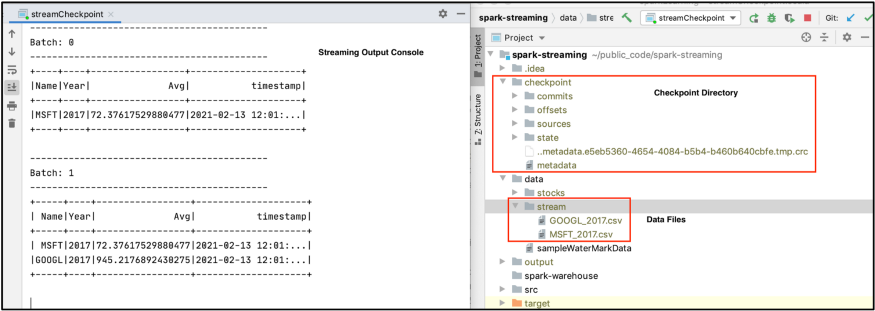 streamCheckpoint ×
-------------------------------------------
Batch: 0
-------------------------------------------
Streaming Output Console
+----+----+-----------------+--------------------+
|Name|Year|              Avg|           timestamp|
+----+----+-----------------+--------------------+
|MSFT|2017|72.37617529880477|2021-02-13 12:01:...|
+----+----+-----------------+--------------------+
-------------------------------------------
Batch: 1
-------------------------------------------
+-----+----+-----------------+--------------------+
| Name|Year|              Avg|           timestamp|
+-----+----+-----------------+--------------------+
| MSFT|2017|72.37617529880477|2021-02-13 12:01:...|
|GOOGL|2017|945.2176892430275|2021-02-13 12:01:...|
+-----+----+-----------------+--------------------+
spark-streaming data stre streamCheckpoint Git:
1: Project
Z: Structure
Project
spark-streaming ~/public_code/spark-streaming
.idea
checkpoint
commits
Checkpoint Directory
offsets
sources
state
..metadata.e5eb5360-4654-4084-b5b4-b460b640cbfe.tmp.crc
metadata
data
stocks
stream
GOOGL_2017.csv
Data Files
MSFT_2017.csv
sampleWaterMarkData
output
spark-warehouse
src
target